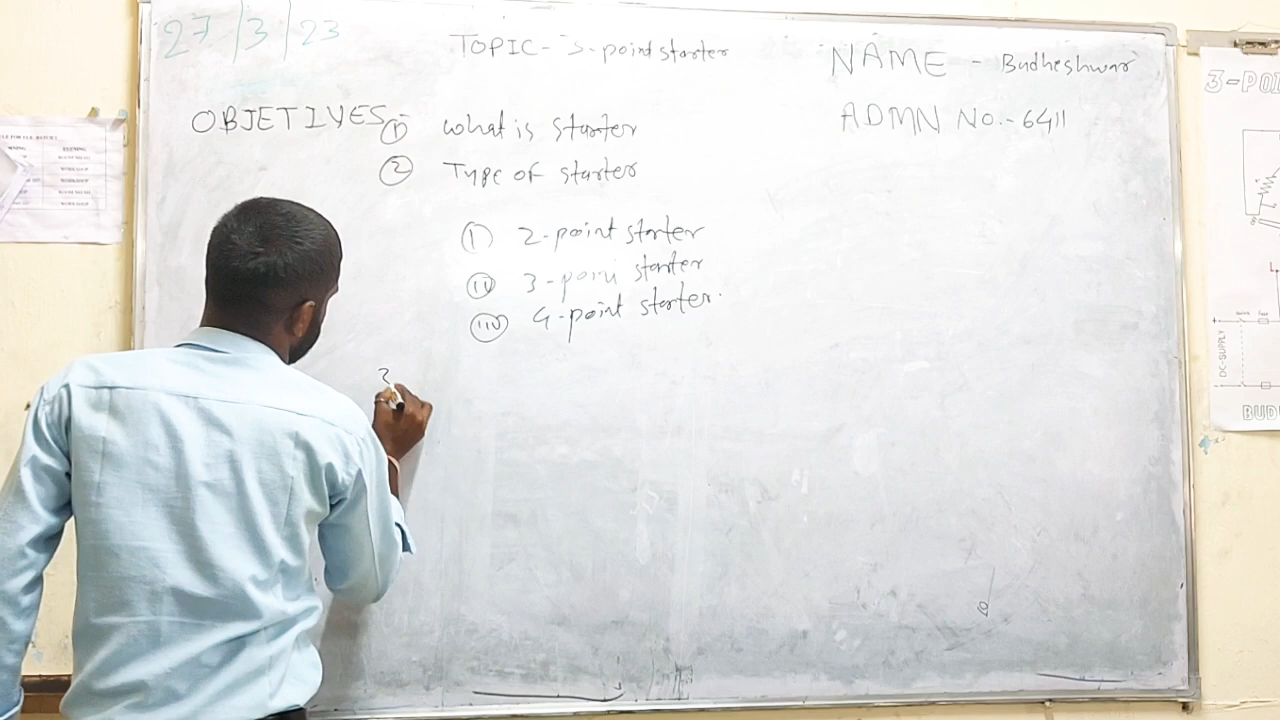 27/3/23
TOPIC- 3-point starter
NAME - Budheshwar
ADMN NO.- 6411
OBJETIVES
① What is starter
② Type of starter
(i) 2-point starter
(ii) 3-poini starter
(iii) 4-point starter.
3-POI
DC-SUPPLY
BUD